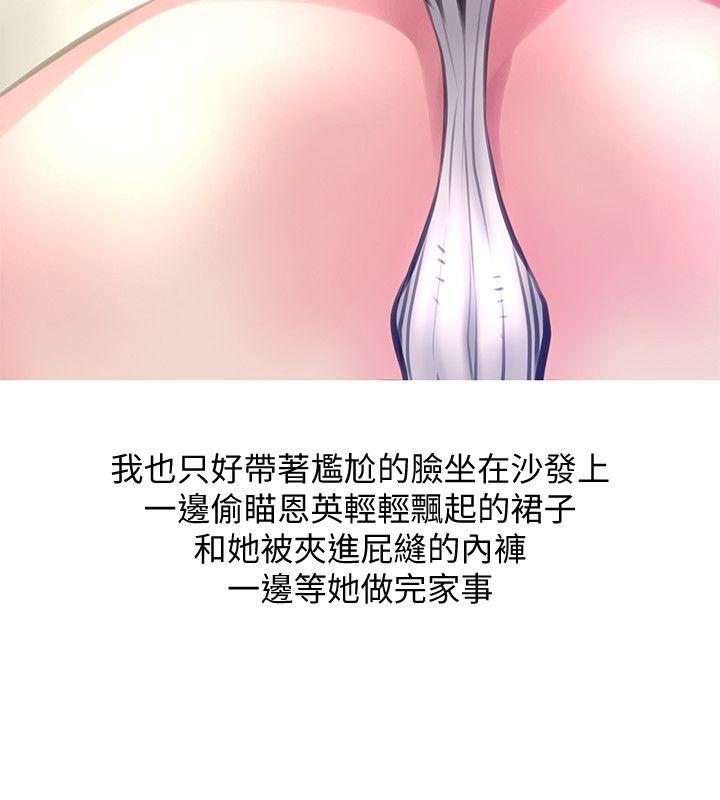 我也只好帶著尷尬的臉坐在沙發上
一邊偷瞄恩英輕輕飄起的裙子
和她被夾進屁縫的內褲
一邊等她做完家事